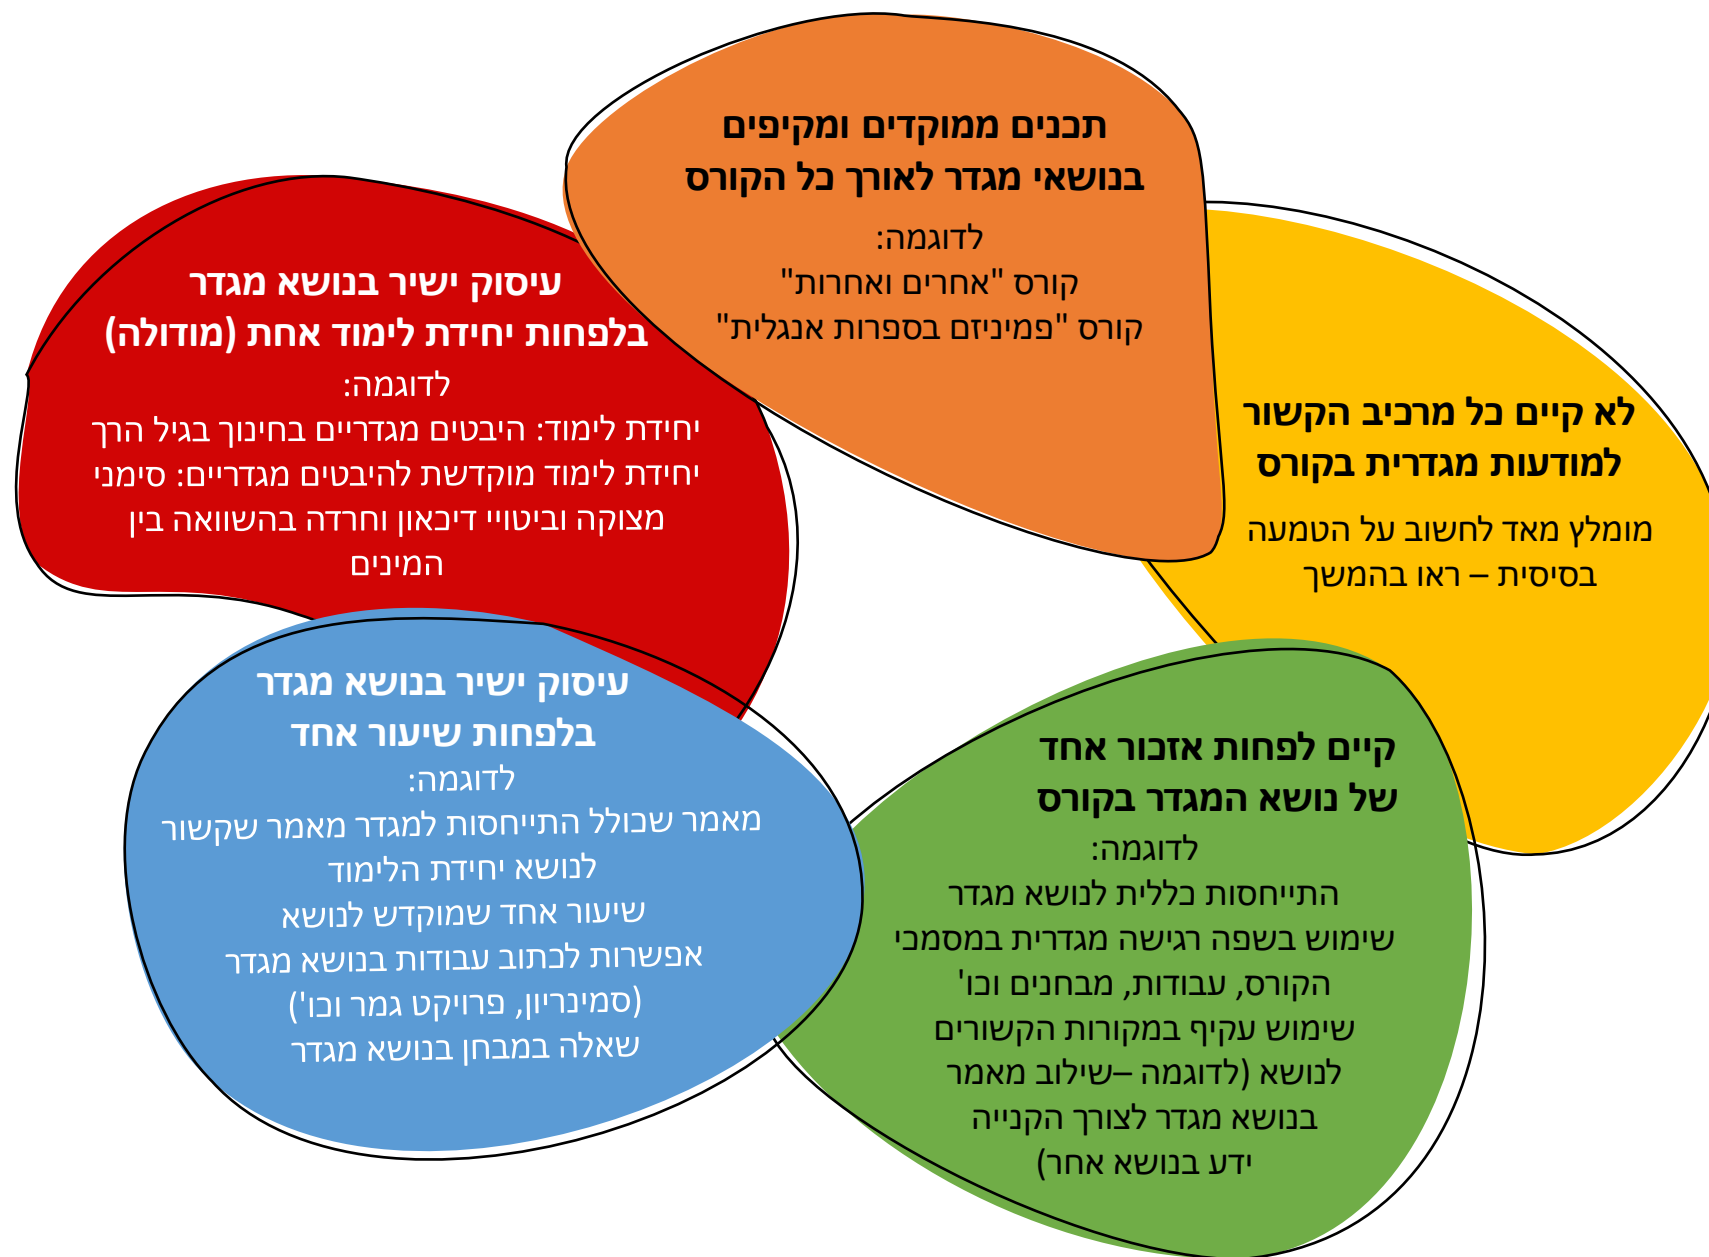 תכנים ממוקדים ומקיפים
בנושאי מגדר לאורך כל הקורס
לדוגמה:
קורס "אחרים ואחרות"
קורס "פמיניזם בספרות אנגלית"
לא קיים כל מרכיב הקשור
למודעות מגדרית בקורס
מומלץ מאד לחשוב על הטמעה
בסיסית – ראו בהמשך
קיים לפחות אזכור אחד
של נושא המגדר בקורס
לדוגמה:
התייחסות כללית לנושא מגדר
שימוש בשפה רגישה מגדרית במסמכי
הקורס, עבודות, מבחנים וכו'
שימוש עקיף במקורות הקשורים
לנושא (לדוגמה –שילוב מאמר
בנושא מגדר לצורך הקנייה
ידע בנושא אחר)
עיסוק ישיר בנושא מגדר
בלפחות שיעור אחד
לדוגמה:
מאמר שכולל התייחסות למגדר מאמר שקשור
לנושא יחידת הלימוד
שיעור אחד שמוקדש לנושא
אפשרות לכתוב עבודות בנושא מגדר
(סמינריון, פרויקט גמר וכו')
שאלה במבחן בנושא מגדר
עיסוק ישיר בנושא מגדר
בלפחות יחידת לימוד אחת (מודולה)
לדוגמה:
יחידת לימוד: היבטים מגדריים בחינוך בגיל הרך
יחידת לימוד מוקדשת להיבטים מגדריים: סימני
מצוקה וביטויי דיכאון וחרדה בהשוואה בין
המינים